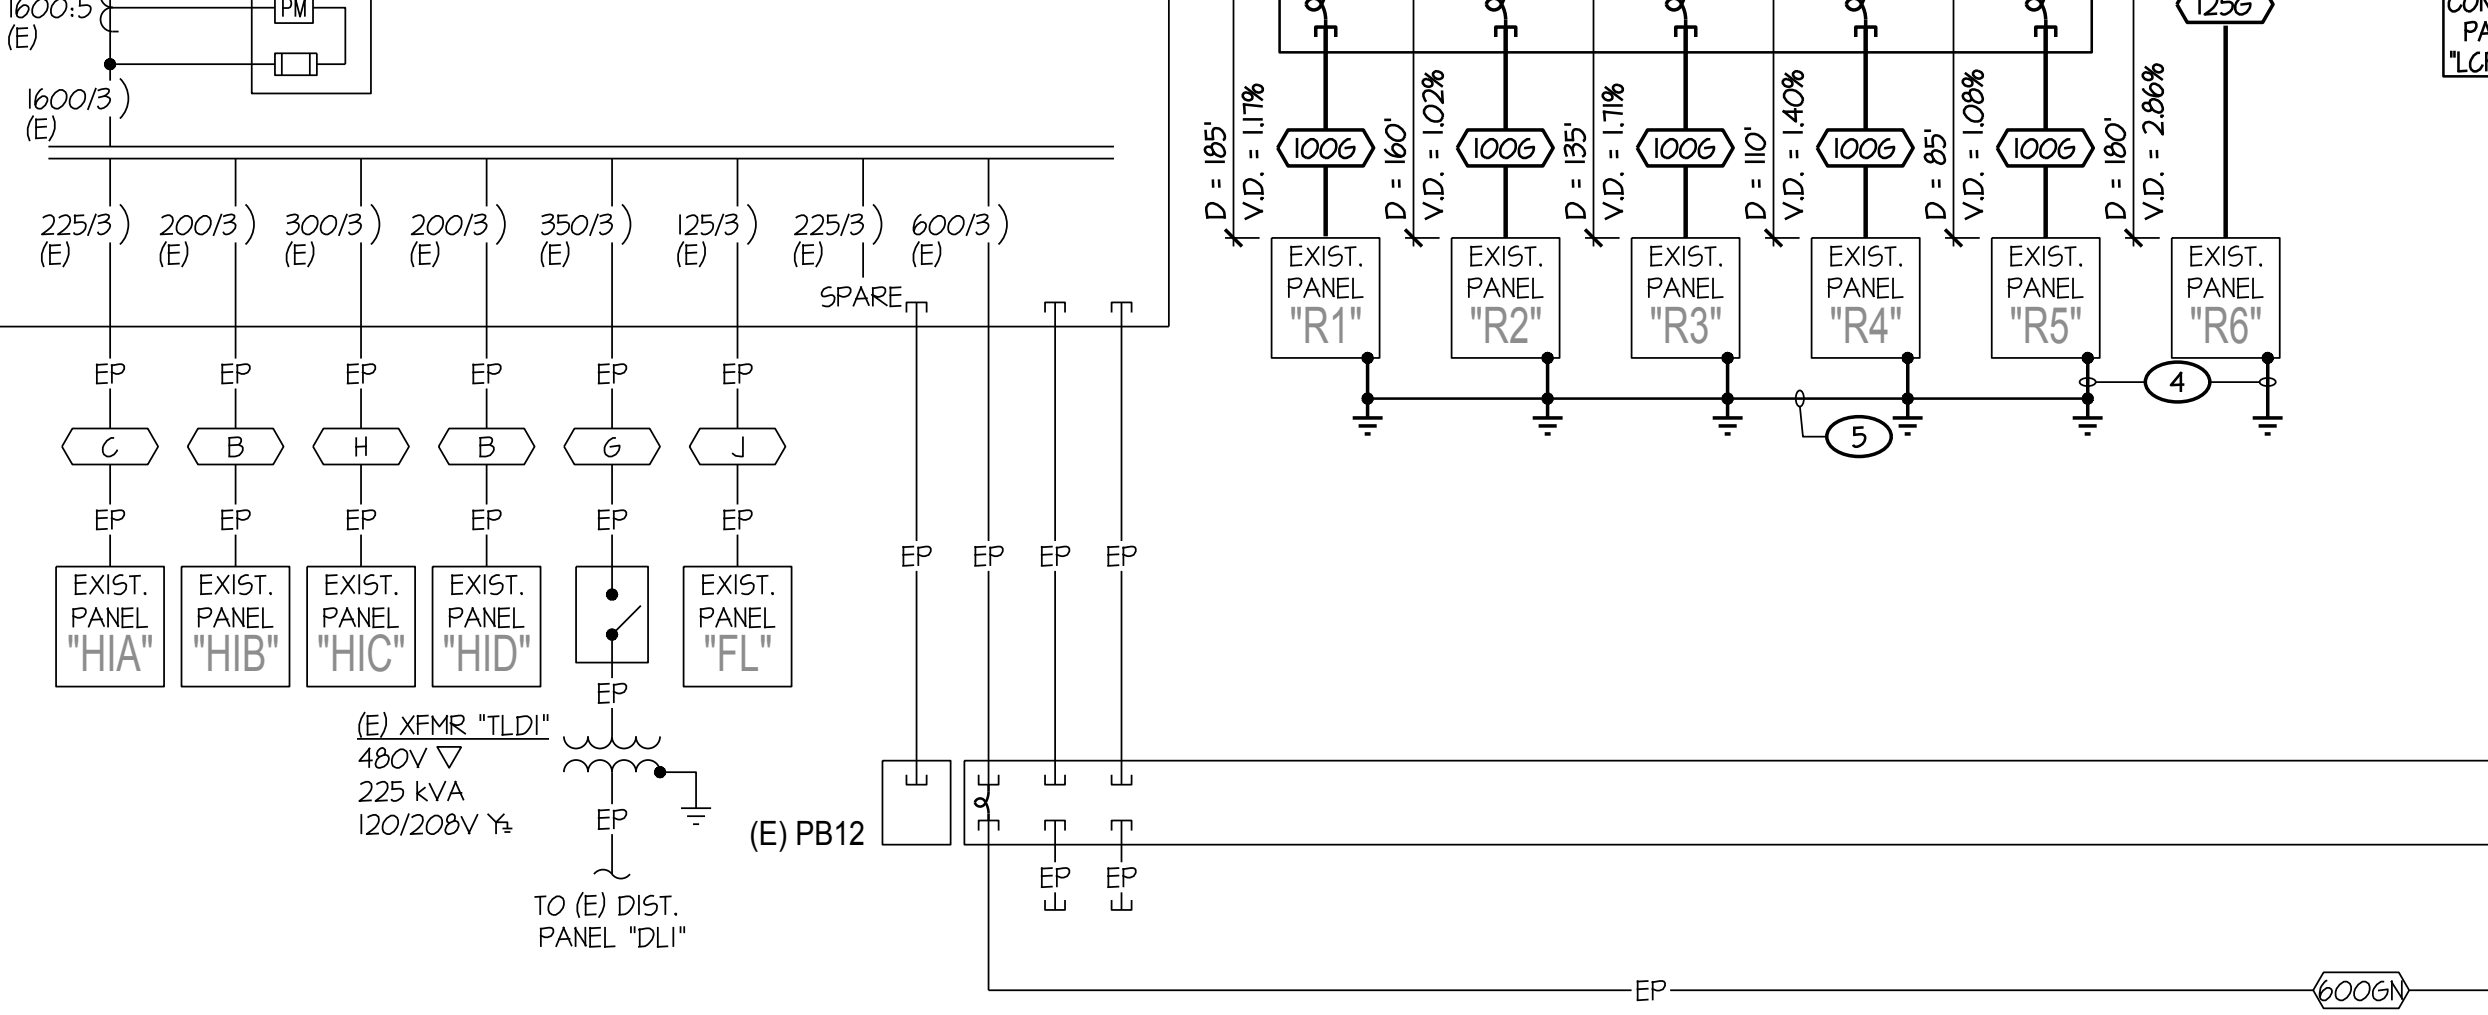 1600:5
(E)
PM
1600/3
(E)
225/3
(E)
200/3
(E)
300/3
(E)
200/3
(E)
350/3
(E)
125/3
(E)
225/3
(E)
SPARE
600/3
(E)
EP
EP
EP
EP
EP
EP
C
B
H
B
G
J
EP
EP
EP
EP
EP
EP
EXIST.
PANEL
"HIA"
EXIST.
PANEL
"HIB"
EXIST.
PANEL
"HIC"
EXIST.
PANEL
"HID"
EXIST.
PANEL
"FL"
EP
(E) XFMR "TLDI"
480V
225 kVA
120/208V Y
EP
TO (E) DIST.
PANEL "DLI"
EP
EP
EP
EP
(E) PB12
EP
EP
EP
600GN
125G
D = 185'
V.D. = 1.17%
100G
D = 160'
V.D. = 1.02%
100G
D = 135'
V.D. = 1.71%
100G
D = 110'
V.D. = 1.40%
100G
D = 85'
V.D. = 1.08%
100G
D = 180'
V.D. = 2.86%
EXIST.
PANEL
"R1"
EXIST.
PANEL
"R2"
EXIST.
PANEL
"R3"
EXIST.
PANEL
"R4"
EXIST.
PANEL
"R5"
EXIST.
PANEL
"R6"
4
5